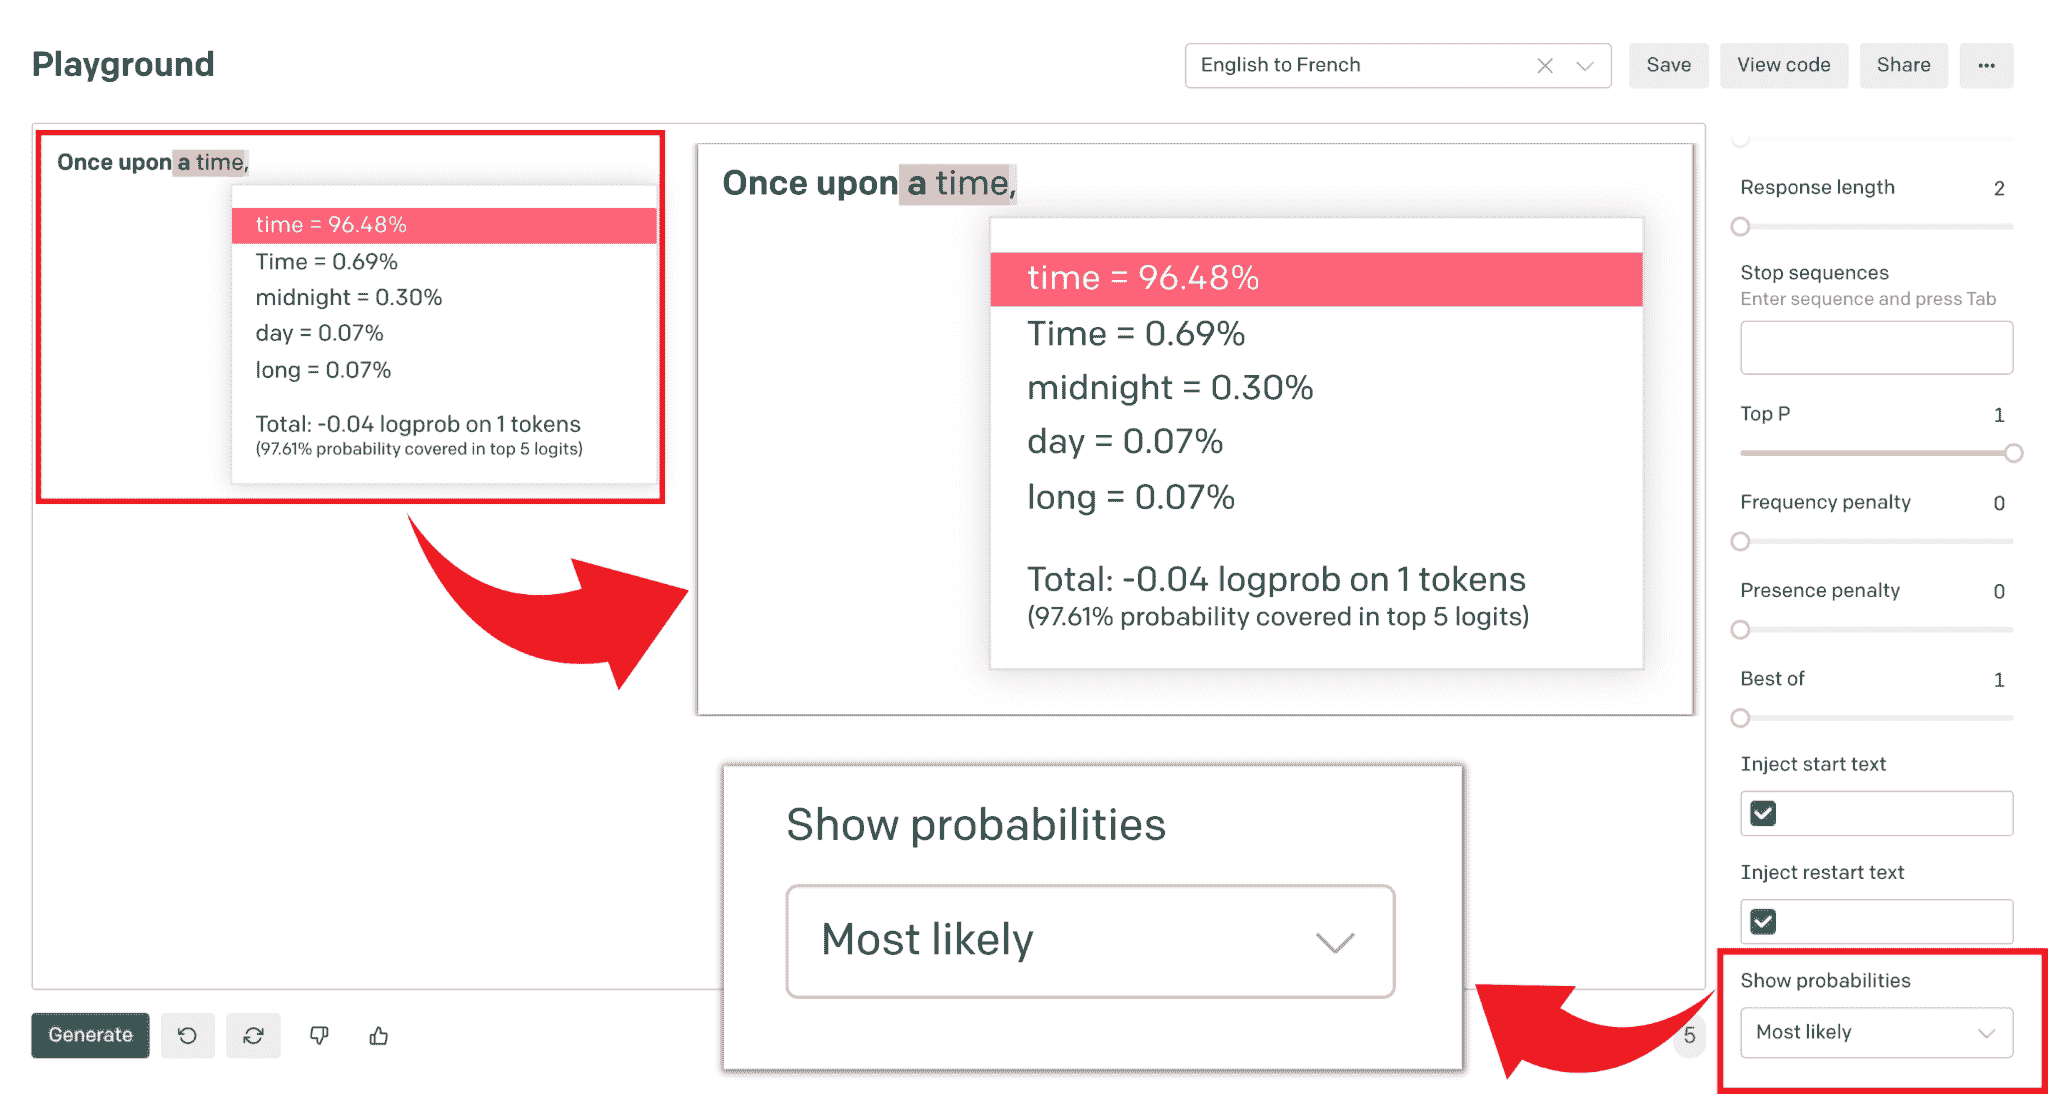 Playground
English to French
Save
View code
Share
Once upon a time,
time = 96.48%
Time = 0.69%
midnight = 0.30%
day = 0.07%
long = 0.07%
Total: -0.04 logprob on 1 tokens
(97.61% probability covered in top 5 logits)
Once upon a time,
time = 96.48%
Time = 0.69%
midnight = 0.30%
day = 0.07%
long = 0.07%
Total: -0.04 logprob on 1 tokens
(97.61% probability covered in top 5 logits)
Show probabilities
Most likely
Response length 2
Stop sequences
Enter sequence and press Tab
Top P 1
Frequency penalty 0
Presence penalty 0
Best of 1
Inject start text
Inject restart text
Show probabilities
Most likely
Generate
5